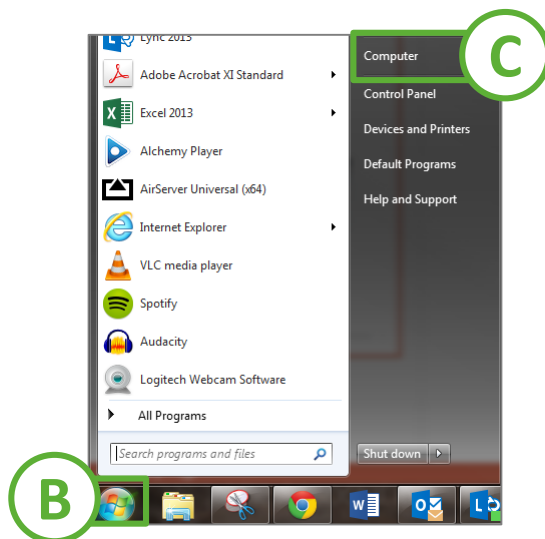 Lync 2013
Adobe Acrobat XI Standard
Excel 2013
Alchemy Player
AirServer Universal (x64)
Internet Explorer
VLC media player
Spotify
Audacity
Logitech Webcam Software
All Programs
Search programs and files
Computer
C
Control Panel
Devices and Printers
Default Programs
Help and Support
Shut down
B